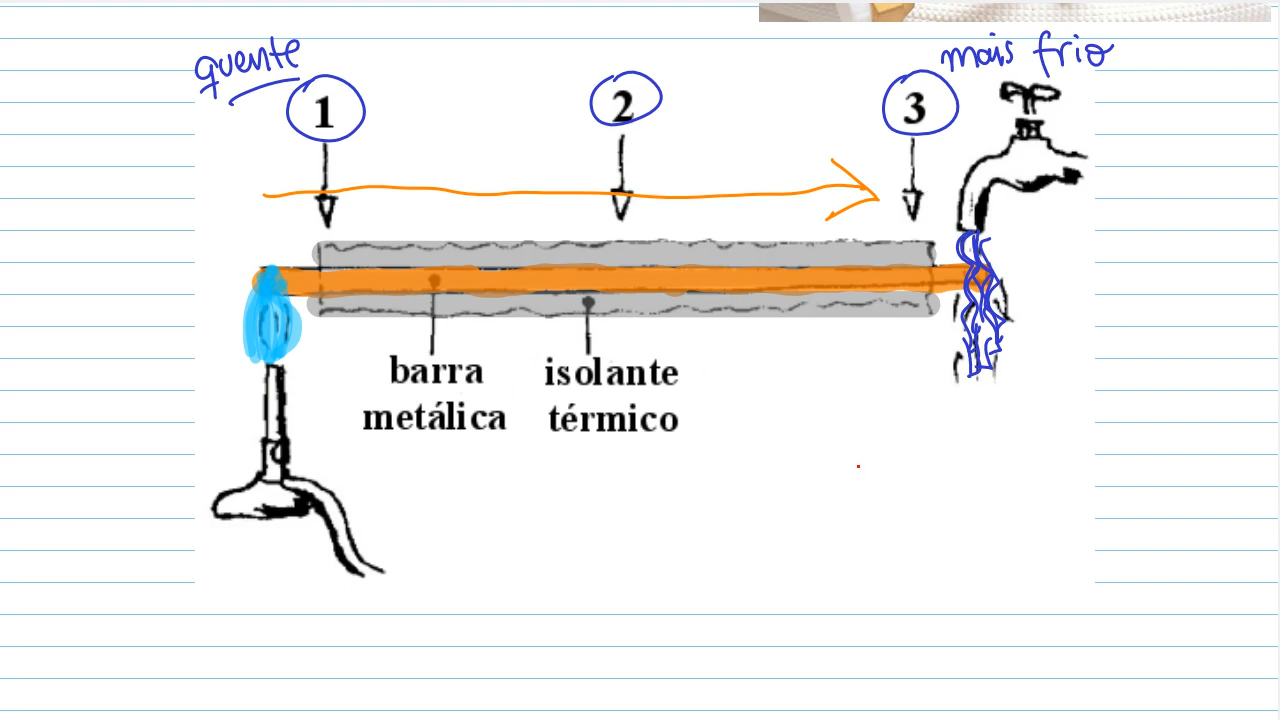 quente
mais frio
1
2
3
barra
metálica
isolante
térmico